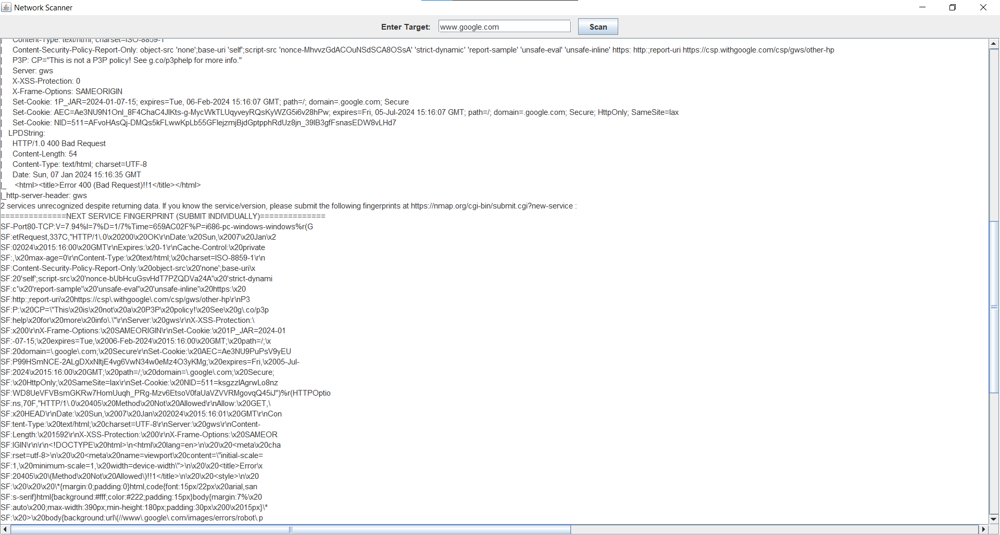 Network Scanner
Enter Target: www.google.com Scan
| Content-Type: text/html; charset=ISO-8859-1
| Content-Security-Policy-Report-Only: object-src 'none';base-uri 'self';script-src 'nonce-MhvvzGdACOuNSdSCA8OSsA' 'strict-dynamic' 'report-sample' 'unsafe-eval' 'unsafe-inline' https: http:;report-uri https://csp.withgoogle.com/csp/gws/other-hp
| P3P: CP="This is not a P3P policy! See g.co/p3phelp for more info."
| Server: gws
| X-XSS-Protection: 0
| X-Frame-Options: SAMEORIGIN
| Set-Cookie: 1P_JAR=2024-01-07-15; expires=Tue, 06-Feb-2024 15:16:07 GMT; path=/; domain=.google.com; Secure
| Set-Cookie: AEC=Ae3NU9N1OnI_8F4ChaC4JlKts-g-MycWkTLUqyveyRQsKyWZG5i6v28hPw; expires=Fri, 05-Jul-2024 15:16:07 GMT; path=/; domain=.google.com; Secure; HttpOnly; SameSite=lax
| Set-Cookie: NID=511=AFvoHAsQj-DMQs5kFLwwKpLb55GFlejzmjBjdGptpphRdUz8jn_39lB3gfFsnasEDW8vLHd7
| LPDString:
| HTTP/1.0 400 Bad Request
| Content-Length: 54
| Content-Type: text/html; charset=UTF-8
| Date: Sun, 07 Jan 2024 15:16:35 GMT
|_ <html><title>Error 400 (Bad Request)!!1</title></html>
|_http-server-header: gws
2 services unrecognized despite returning data. If you know the service/version, please submit the following fingerprints at https://nmap.org/cgi-bin/submit.cgi?new-service :
==============NEXT SERVICE FINGERPRINT (SUBMIT INDIVIDUALLY)==============
SF-Port80-TCP:V=7.94%I=7%D=1/7%Time=659AC02F%P=i686-pc-windows-windows%r(G
SF:etRequest,337C,"HTTP/1\.0\x20200\x20OK\r\nDate:\x20Sun,\x2007\x20Jan\x2
SF:02024\x2015:16:00\x20GMT\r\nExpires:\x20-1\r\nCache-Control:\x20private
SF:,\x20max-age=0\r\nContent-Type:\x20text/html;\x20charset=ISO-8859-1\r\n
SF:Content-Security-Policy-Report-Only:\x20object-src\x20'none';base-uri\x
SF:20'self';script-src\x20'nonce-bUbHcuGsvHdT7PZQDVa24A'\x20'strict-dynami
SF:c'\x20'report-sample'\x20'unsafe-eval'\x20'unsafe-inline'\x20https:\x20
SF:http:;report-uri\x20https://csp\.withgoogle\.com/csp/gws/other-hp\r\nP3
SF:P:\x20CP=\"This\x20is\x20not\x20a\x20P3P\x20policy!\x20See\x20g\.co/p3p
SF:help\x20for\x20more\x20info\.\"\r\nServer:\x20gws\r\nX-XSS-Protection:\
SF:x200\r\nX-Frame-Options:\x20SAMEORIGIN\r\nSet-Cookie:\x201P_JAR=2024-01
SF:-07-15;\x20expires=Tue,\x2006-Feb-2024\x2015:16:00\x20GMT;\x20path=/;\x
SF:20domain=\.google\.com;\x20Secure\r\nSet-Cookie:\x20AEC=Ae3NU9PuPsV9yEU
SF:P99HSmNCE-2ALgDXxNltjE4vg6VwN34w0eMz4O3yKMg;\x20expires=Fri,\x2005-Jul-
SF:2024\x2015:16:00\x20GMT;\x20path=/;\x20domain=\.google\.com;\x20Secure;
SF:\x20HttpOnly;\x20SameSite=lax\r\nSet-Cookie:\x20NID=511=ksgzzlAgrwLo8nz
SF:WD8UeVFVBsmGKRw7HomUuqh_PRg-Mzv6EtsoV0faUaVZVVRMgovqQ45iJ")%r(HTTPOptio
SF:ns,70F,"HTTP/1\.0\x20405\x20Method\x20Not\x20Allowed\r\nAllow:\x20GET,\
SF:x20HEAD\r\nDate:\x20Sun,\x2007\x20Jan\x202024\x2015:16:01\x20GMT\r\nCon
SF:tent-Type:\x20text/html;\x20charset=UTF-8\r\nServer:\x20gws\r\nContent-
SF:Length:\x201592\r\nX-XSS-Protection:\x200\r\nX-Frame-Options:\x20SAMEOR
SF:IGIN\r\n\r\n<!DOCTYPE\x20html>\n<html\x20lang=en>\n\x20\x20<meta\x20cha
SF:rset=utf-8>\n\x20\x20<meta\x20name=viewport\x20content=\"initial-scale=
SF:1,\x20minimum-scale=1,\x20width=device-width\">\n\x20\x20<title>Error\x
SF:20405\x20\(Method\x20Not\x20Allowed\)!!1</title>\n\x20\x20<style>\n\x20
SF:\x20\x20\x20\*{margin:0;padding:0}html,code{font:15px/22px\x20arial,san
SF:s-serif}html{background:#fff;color:#222;padding:15px}body{margin:7%\x20
SF:auto\x200;max-width:390px;min-height:180px;padding:30px\x200\x2015px}\*
SF:\x20>\x20body{background:url\(//www\.google\.com/images/errors/robot\.p